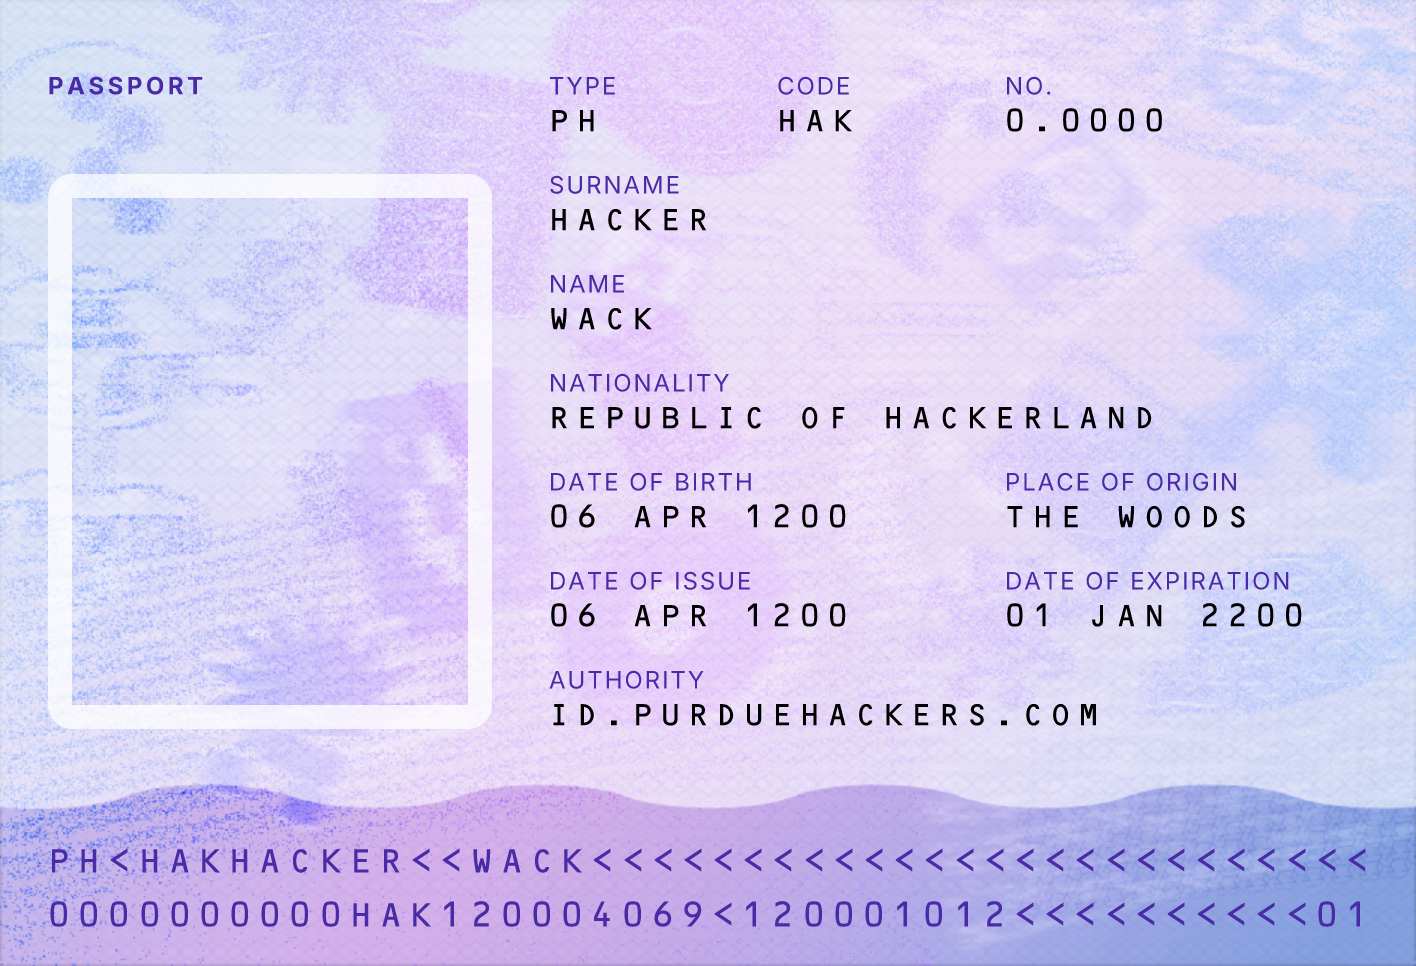 PASSPORT
TYPE CODE NO.
PH HAK 0.0000
SURNAME
HACKER
NAME
WACK
NATIONALITY
REPUBLIC OF HACKERLAND
DATE OF BIRTH PLACE OF ORIGIN
06 APR 1200 THE WOODS
DATE OF ISSUE DATE OF EXPIRATION
06 APR 1200 01 JAN 2200
AUTHORITY
ID.PURDUEHACKERS.COM
PH<HAKHACKER<<WACK<<<<<<<<<<<<<<<<<<<<<<<<<<
0000000000HAK120004069<120001012<<<<<<<<<<01